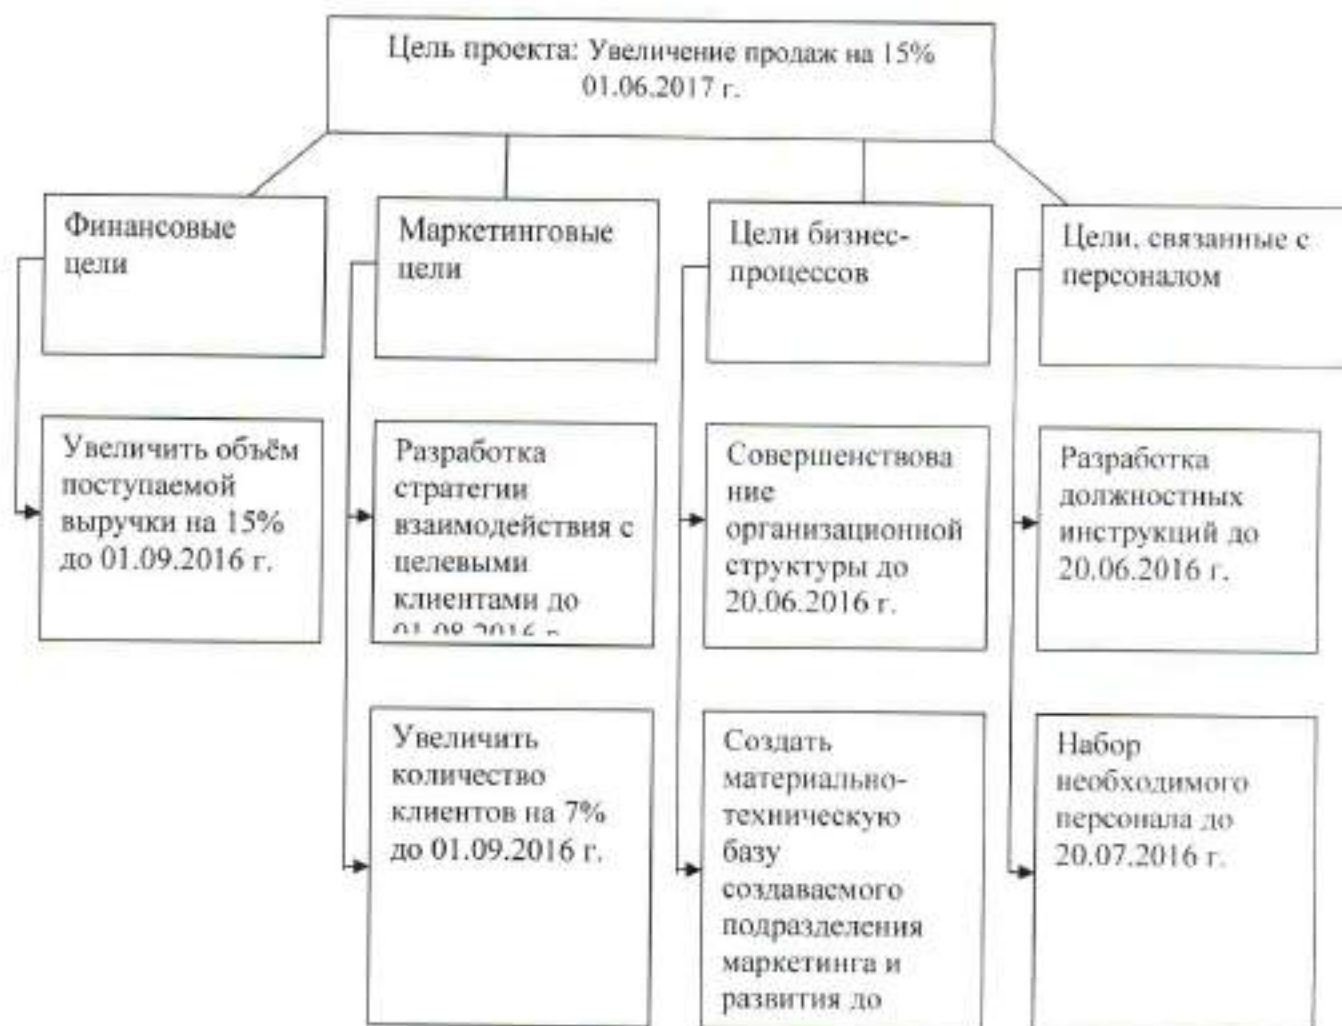 Цель проекта: Увеличение продаж на 15%
01.06.2017 г.
Финансовые
цели
Маркетинговые
цели
Цели бизнес-
процессов
Цели, связанные с
персоналом
Увеличить объём
поступаемой
выручки на 15%
до 01.09.2016 г.
Разработка
стратегии
взаимодействия с
целевыми
клиентами до
Совершенствова
ние
организационной
структуры до
20.06.2016 г.
Разработка
должностных
инструкций до
20.06.2016 г.
Увеличить
количество
клиентов на 7%
до 01.09.2016 г.
Создать
материально-
техническую
базу
создаваемого
подразделения
маркетинга и
развития до
Набор
необходимого
персонала до
20.07.2016 г.